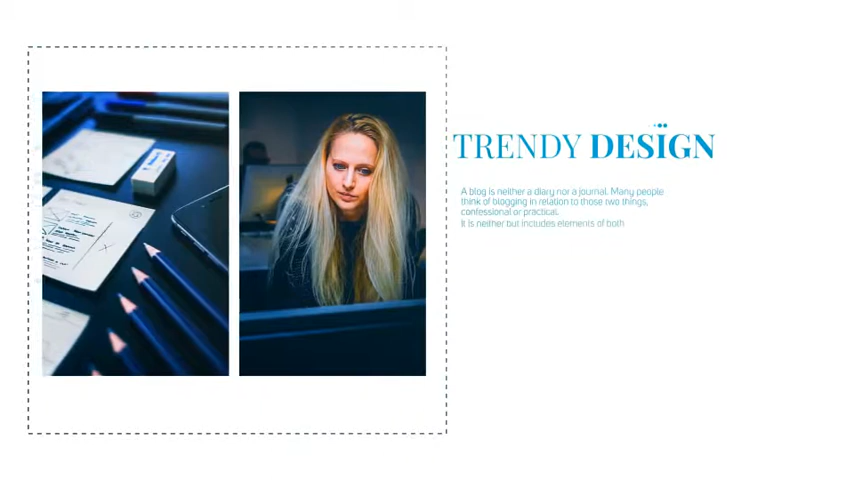 TRENDY DESIGN
A blog is neither a diary nor a journal. Many people
think of blogging in relation to those two things,
confessional or practical.
It is neither but includes elements of both